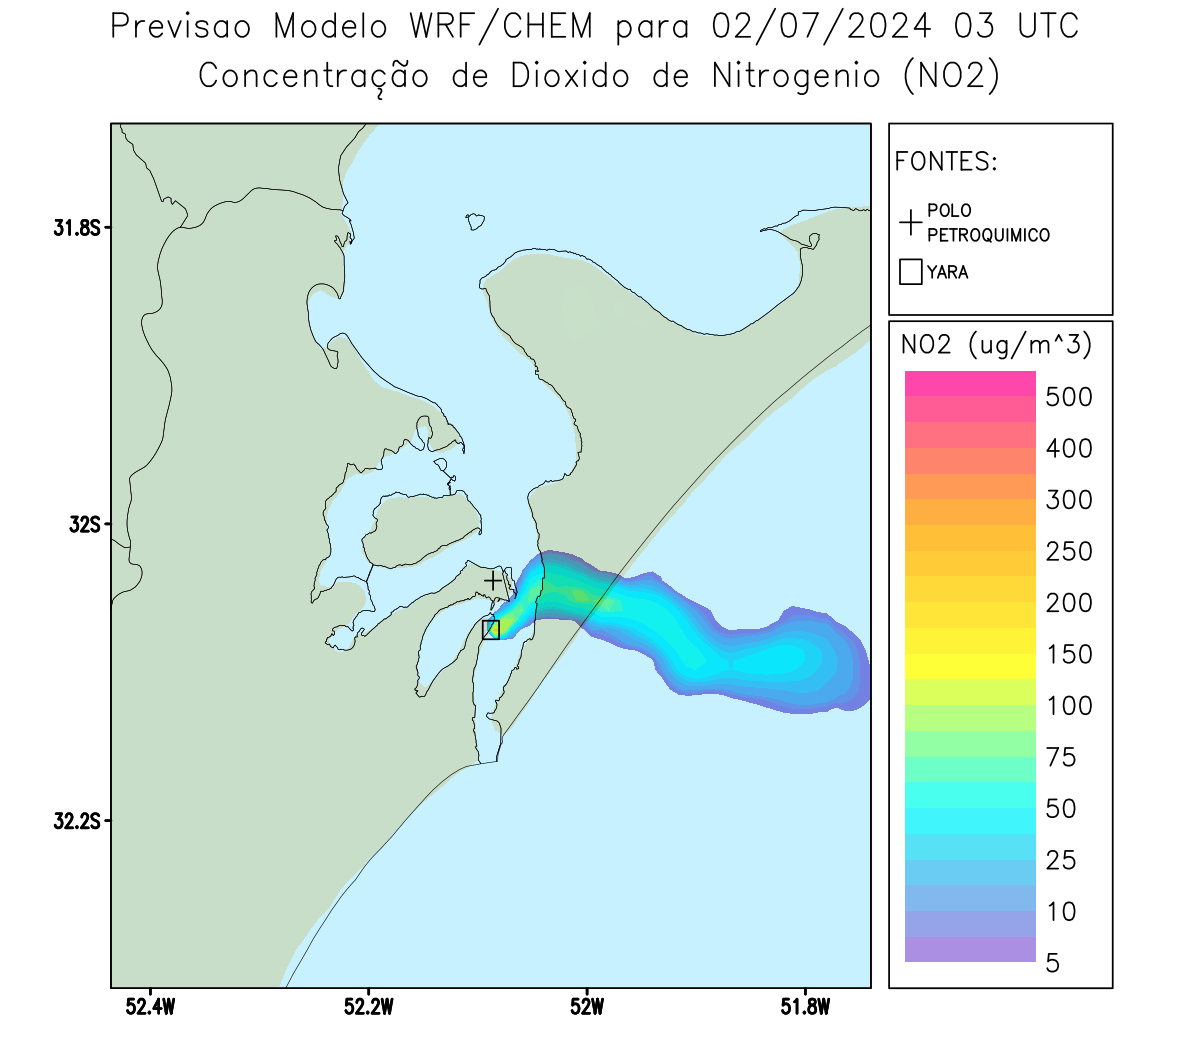 Previsao Modelo WRF/CHEM para 02/07/2024 03 UTC
Concentração de Dioxido de Nitrogenio (NO2)
FONTES:
POLO
PETROQUIMICO
YARA
31.8S
32S
32.2S
52.4W
52.2W
52W
51.8W
NO2 (ug/m^3)
500
400
300
250
200
150
100
75
50
25
10
5